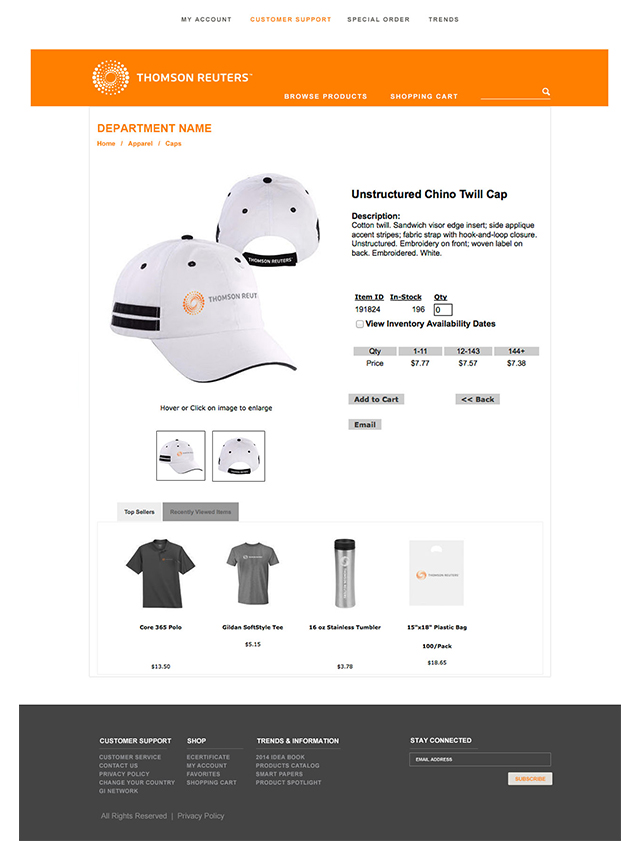 MY ACCOUNT CUSTOMER SUPPORT SPECIAL ORDER TRENDS
THOMSON REUTERS™
BROWSE PRODUCTS SHOPPING CART
DEPARTMENT NAME
Home / Apparel / Caps
THOMSON REUTERS
THOMSON REUT
Unstructured Chino Twill Cap
Description:
Cotton twill. Sandwich visor edge insert; side applique
accent stripes; fabric strap with hook-and-loop closure.
Unstructured. Embroidery on front; woven label on
back. Embroidered. White.
Item ID In-Stock Qty
191824 196 0
View Inventory Availability Dates
Qty 1-11 12-143 144+
Price $7.77 $7.57 $7.38
Add to Cart << Back
Email
Hover or Click on image to enlarge
Top Sellers Recently Viewed Items
THOMSON REUTERS
Core 365 Polo Gildan SoftStyle Tee 16 oz Stainless Tumbler 15"x18" Plastic Bag
100/Pack
$5.15
$13.50 $3.78 $18.65
CUSTOMER SUPPORT SHOP TRENDS & INFORMATION STAY CONNECTED
CUSTOMER SERVICE ECERTIFICATE 2014 IDEA BOOK EMAIL ADDRESS
CONTACT US MY ACCOUNT PRODUCTS CATALOG
PRIVACY POLICY FAVORITES SMART PAPERS
CHANGE YOUR COUNTRY SHOPPING CART PRODUCT SPOTLIGHT
GI NETWORK
SUBSCRIBE
All Rights Reserved | Privacy Policy